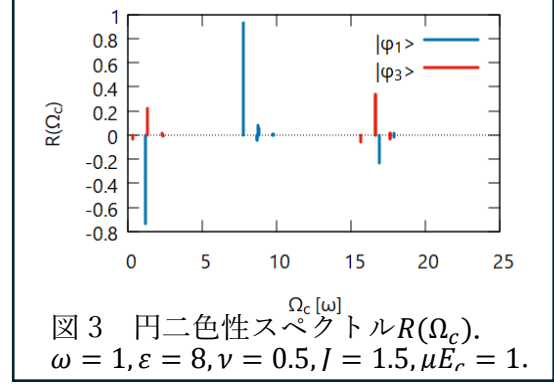 1
0.8
0.6
0.4
0.2
0
-0.2
-0.4
-0.6
-0.8
R(Ωc)
|φ1>
|φ3>
0 5 10 15 20 25
Ωc [ω]
図 3 円二色性スペクトルR(Ωc).
ω = 1, ε = 8, ν = 0.5, J = 1.5, μEc = 1.